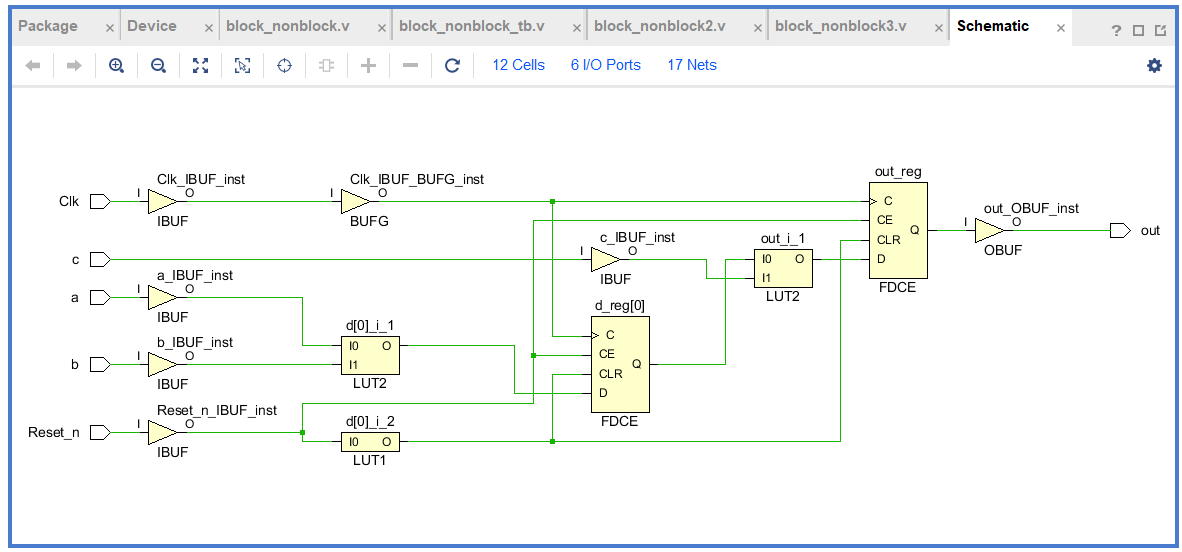 Package × Device × block_nonblock.v × block_nonblock_tb.v × block_nonblock2.v × block_nonblock3.v × Schematic × ?
12 Cells 6 I/O Ports 17 Nets
out_reg
Clk_IBUF_inst Clk_IBUF_BUFG_inst
Clk I O I O C
IBUF BUFG CE
out_OBUF_inst
I O
Q out
OBUF
CLR
D
FDCE
c_IBUF_inst out_i_1
c I O I0 O
IBUF I1
LUT2
a_IBUF_inst
a I O
IBUF
d_reg[0]
d[0]_i_1 C
b_IBUF_inst I0 O CE
b I O I1 CLR Q
IBUF LUT2 D
FDCE
Reset_n_IBUF_inst d[0]_i_2
Reset_n I O I0 O
IBUF LUT1